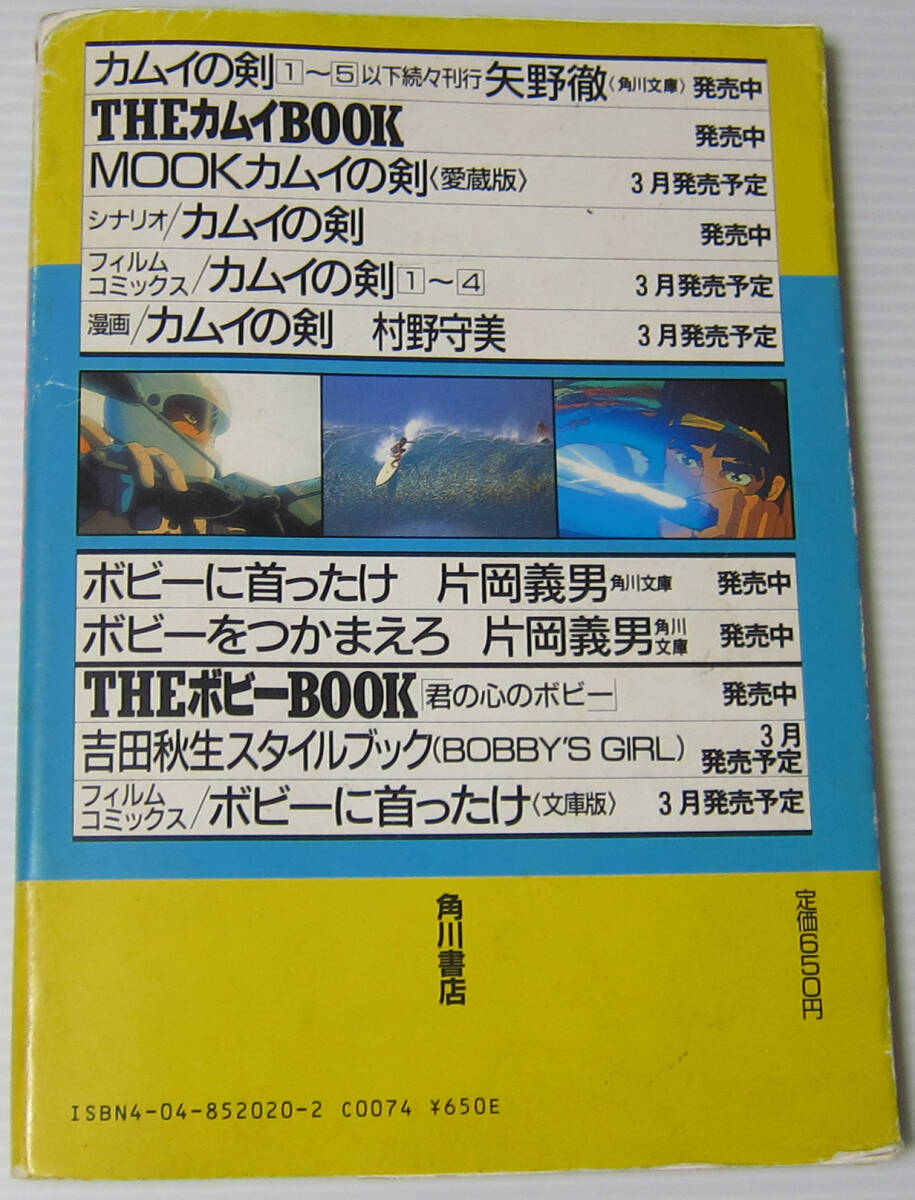 カムイの剣1～5以下続々刊行 矢野徹〈角川文庫〉 発売中
THEカムイBOOK 発売中
MOOKカムイの剣〈愛蔵版〉 3月発売予定
シナリオ/カムイの剣 発売中
フィルムコミックス/カムイの剣1～4 3月発売予定
漫画/カムイの剣 村野守美 3月発売予定
ボビーに首ったけ 片岡義男 角川文庫 発売中
ボビーをつかまえろ 片岡義男 角川文庫 発売中
THEボビーBOOK「君の心のボビー」 発売中
吉田秋生スタイルブック(BOBBY'S GIRL) 3月発売予定
フィルムコミックス/ボビーに首ったけ〈文庫版〉 3月発売予定
角川書店
定価650円
ISBN4-04-852020-2 C0074 ¥650E